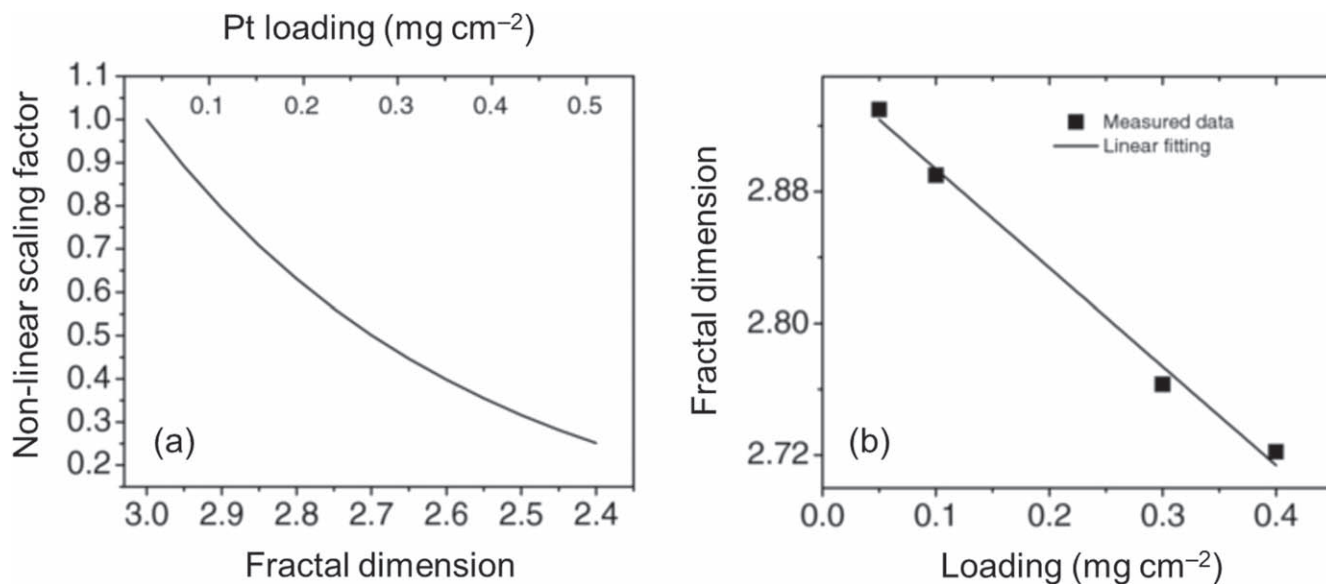 Pt loading (mg cm⁻²)
0.1 0.2 0.3 0.4 0.5
Non-linear scaling factor
1.1
1.0
0.9
0.8
0.7
0.6
0.5
0.4
0.3
0.2
(a)
3.0 2.9 2.8 2.7 2.6 2.5 2.4
Fractal dimension
Fractal dimension
2.88
2.80
2.72
Measured data
Linear fitting
(b)
0.0 0.1 0.2 0.3 0.4
Loading (mg cm⁻²)